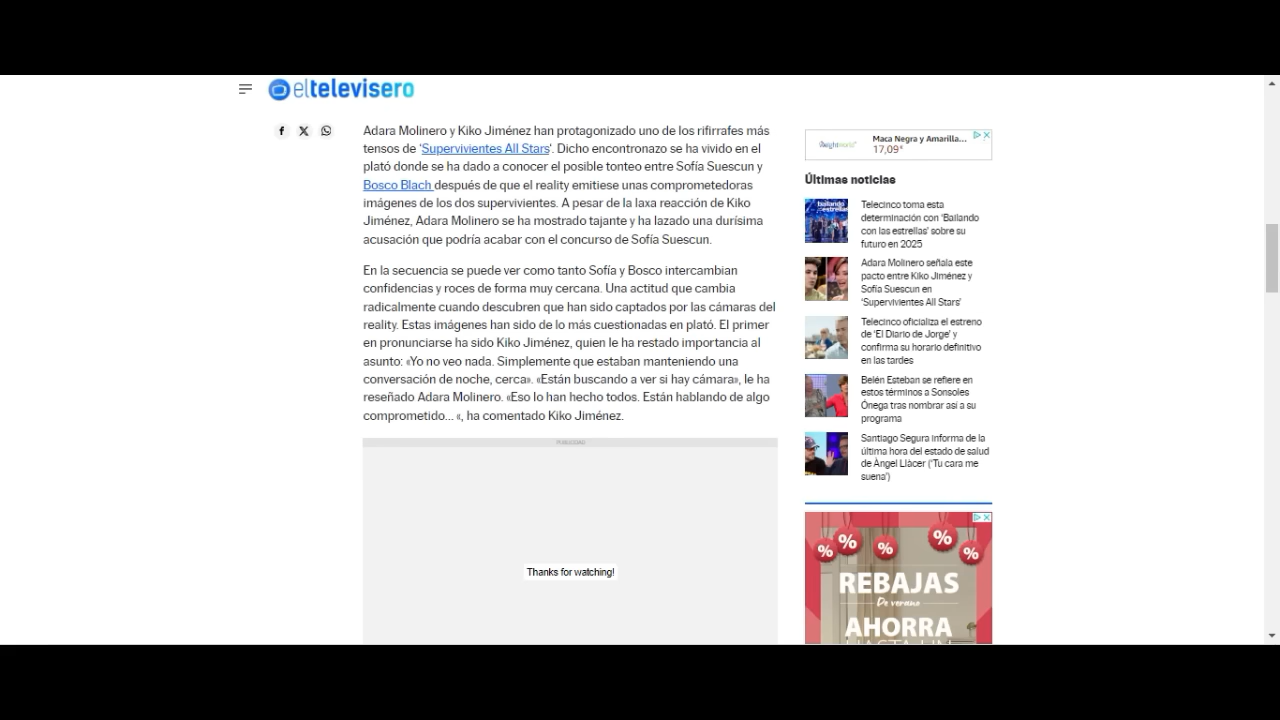 eltelevisero
Adara Molinero y Kiko Jiménez han protagonizado uno de los rifirrafes más
tensos de 'Supervivientes All Stars'. Dicho encontronazo se ha vivido en el
plató donde se ha dado a conocer el posible tonteo entre Sofía Suescun y
Bosco Blach después de que el reality emitiese unas comprometedoras
imágenes de los dos supervivientes. A pesar de la laxa reacción de Kiko
Jiménez, Adara Molinero se ha mostrado tajante y ha lazado una durísima
acusación que podría acabar con el concurso de Sofía Suescun.
En la secuencia se puede ver como tanto Sofía y Bosco intercambian
confidencias y roces de forma muy cercana. Una actitud que cambia
radicalmente cuando descubren que han sido captados por las cámaras del
reality. Estas imágenes han sido de lo más cuestionadas en plató. El primer
en pronunciarse ha sido Kiko Jiménez, quien le ha restado importancia al
asunto: «Yo no veo nada. Simplemente que estaban manteniendo una
conversación de noche, cerca». «Están buscando a ver si hay cámara», le ha
reseñado Adara Molinero. «Eso lo han hecho todos. Están hablando de algo
comprometido... «, ha comentado Kiko Jiménez.
PUBLICIDAD
Thanks for watching!
Maca Negra y Amarilla...
17,09€
Últimas noticias
bailando
Telecinco toma esta
determinación con 'Bailando
con las estrellas' sobre su
futuro en 2025
Adara Molinero señala este
pacto entre Kiko Jiménez y
Sofía Suescun en
'Supervivientes All Stars'
Telecinco oficializa el estreno
de 'El Diario de Jorge' y
confirma su horario definitivo
en las tardes
Belén Esteban se refiere en
estos términos a Sonsoles
Ónega tras nombrar así a su
programa
Santiago Segura informa de la
última hora del estado de salud
de Àngel Llàcer ('Tu cara me
suena')
% % % % %
REBAJAS
De verano
AHORRA
HASTA UN